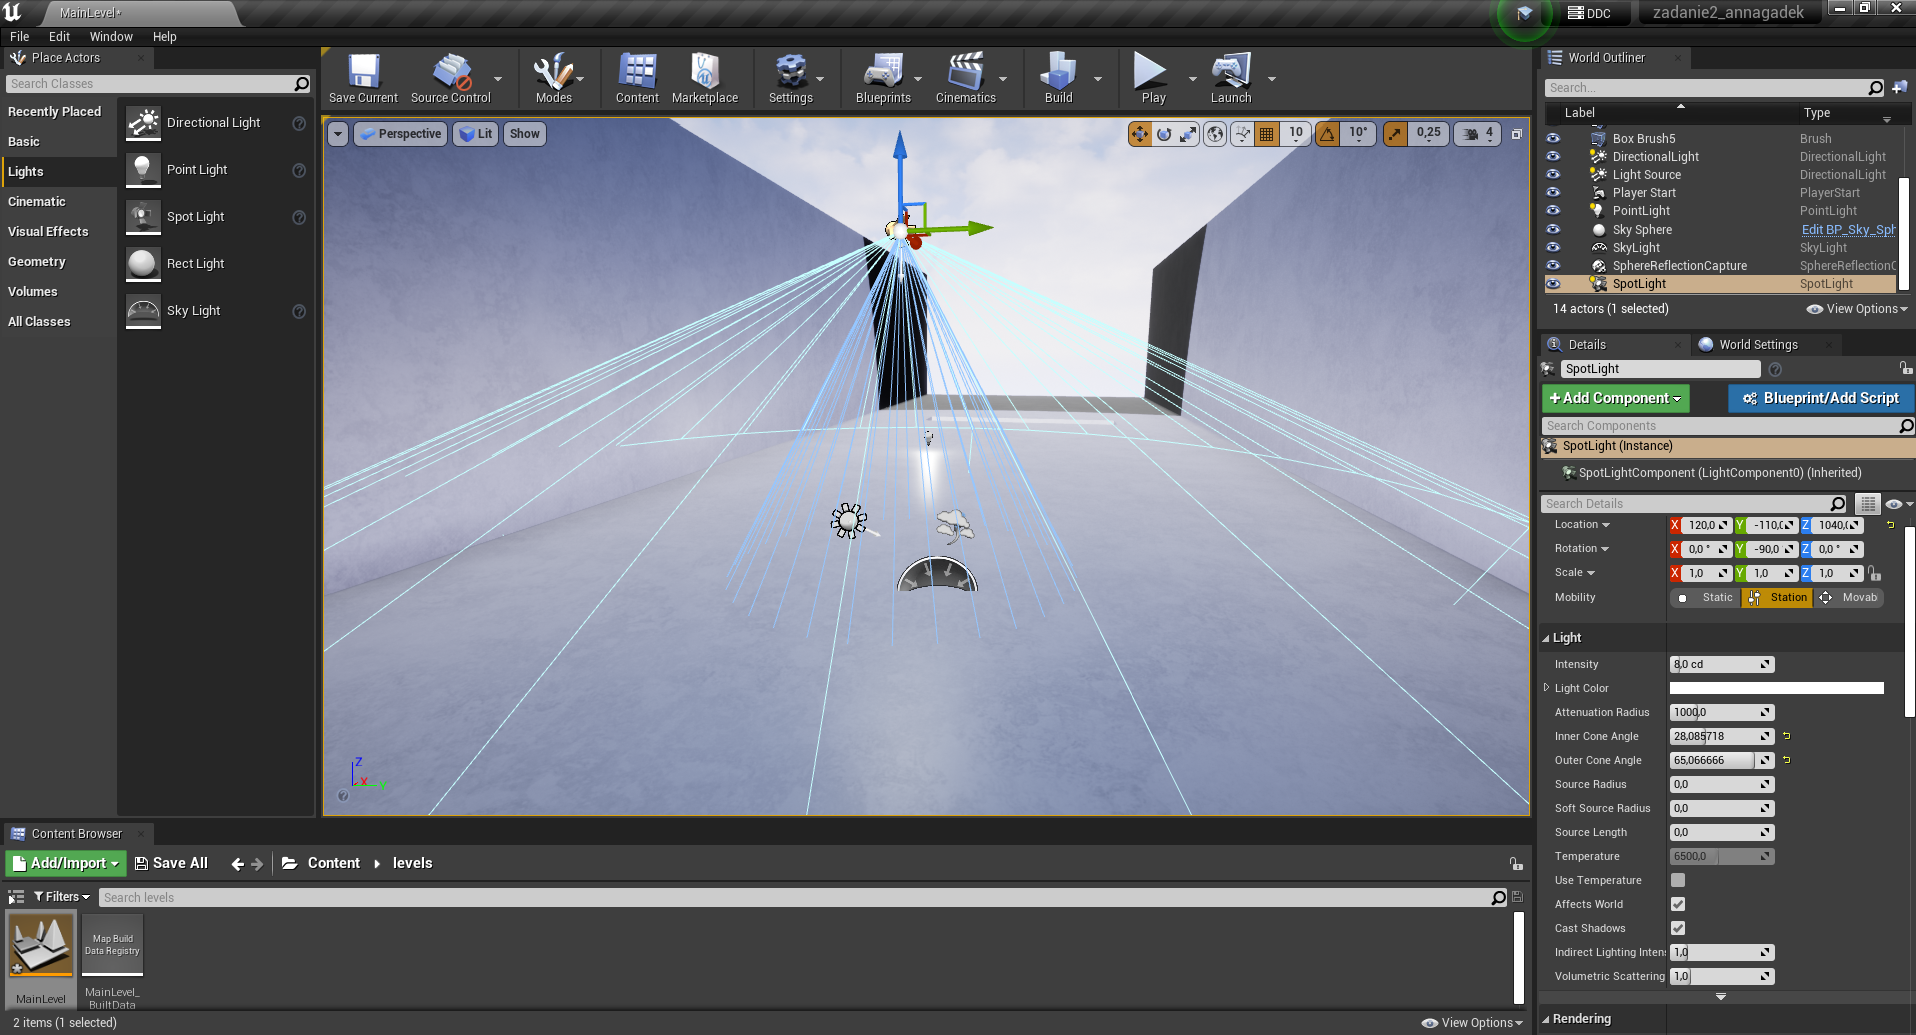 MainLevel*
DDC
zadanie2_annagadek
File Edit Window Help
Place Actors
Search Classes
Recently Placed
Basic
Lights
Cinematic
Visual Effects
Geometry
Volumes
All Classes
Directional Light
Point Light
Spot Light
Rect Light
Sky Light
Save Current
Source Control
Modes
Content
Marketplace
Settings
Blueprints
Cinematics
Build
Play
Launch
Perspective
Lit
Show
10
10°
0,25
4
Z
X
Y
World Outliner
Search...
Label Type
Box Brush5 Brush
DirectionalLight DirectionalLight
Light Source DirectionalLight
Player Start PlayerStart
PointLight PointLight
Sky Sphere Edit BP_Sky_Sph
SkyLight SkyLight
SphereReflectionCapture SphereReflectionC
SpotLight SpotLight
14 actors (1 selected)
View Options
Details
World Settings
SpotLight
+Add Component
Blueprint/Add Script
Search Components
SpotLight (Instance)
SpotLightComponent (LightComponent0) (Inherited)
Search Details
Location X 120,0 Y -110,0 Z 1040,0
Rotation X 0,0 ° Y -90,0 Z 0,0 °
Scale X 1,0 Y 1,0 Z 1,0
Mobility Static Station Movab
Light
Intensity 8,0 cd
Light Color
Attenuation Radius 1000,0
Inner Cone Angle 28,085718
Outer Cone Angle 65,066666
Source Radius 0,0
Soft Source Radius 0,0
Source Length 0,0
Temperature 6500,0
Use Temperature
Affects World
Cast Shadows
Indirect Lighting Inten 1,0
Volumetric Scattering 1,0
Rendering
Content Browser
Add/Import
Save All
Content
levels
Filters
Search levels
MainLevel
Map Build
Data Registry
MainLevel_
BuiltData
2 items (1 selected)
View Options